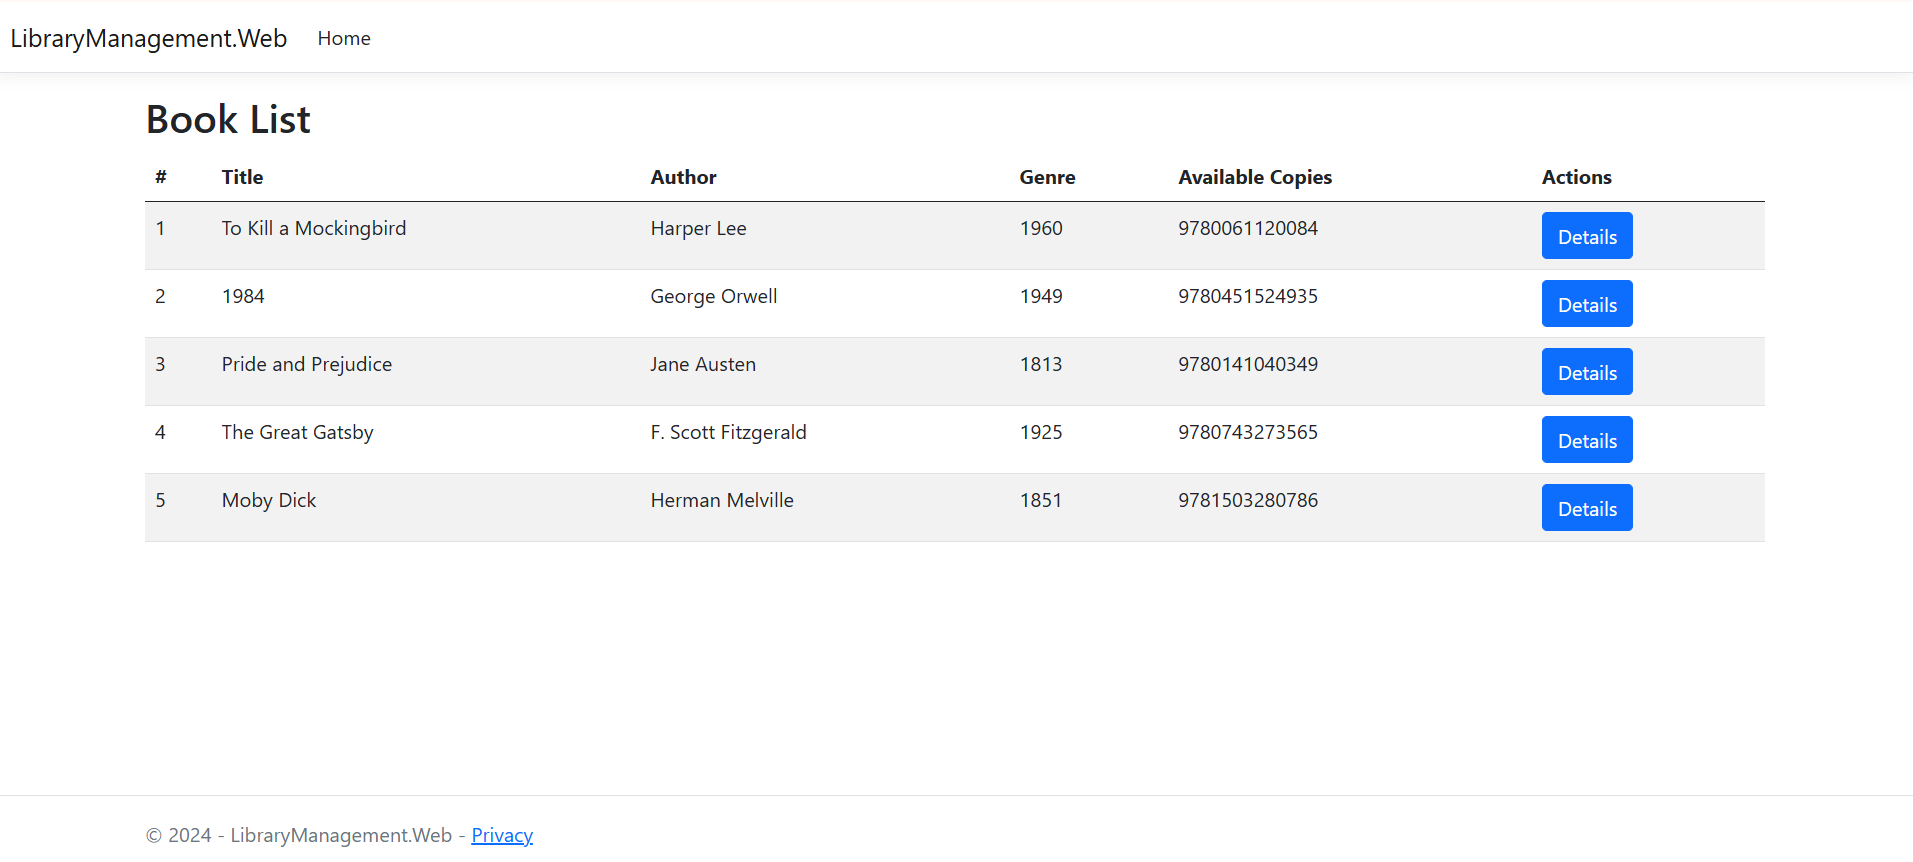 LibraryManagement.Web Home
Book List
# Title Author Genre Available Copies Actions
1 To Kill a Mockingbird Harper Lee 1960 9780061120084 Details
2 1984 George Orwell 1949 9780451524935 Details
3 Pride and Prejudice Jane Austen 1813 9780141040349 Details
4 The Great Gatsby F. Scott Fitzgerald 1925 9780743273565 Details
5 Moby Dick Herman Melville 1851 9781503280786 Details
© 2024 - LibraryManagement.Web - Privacy